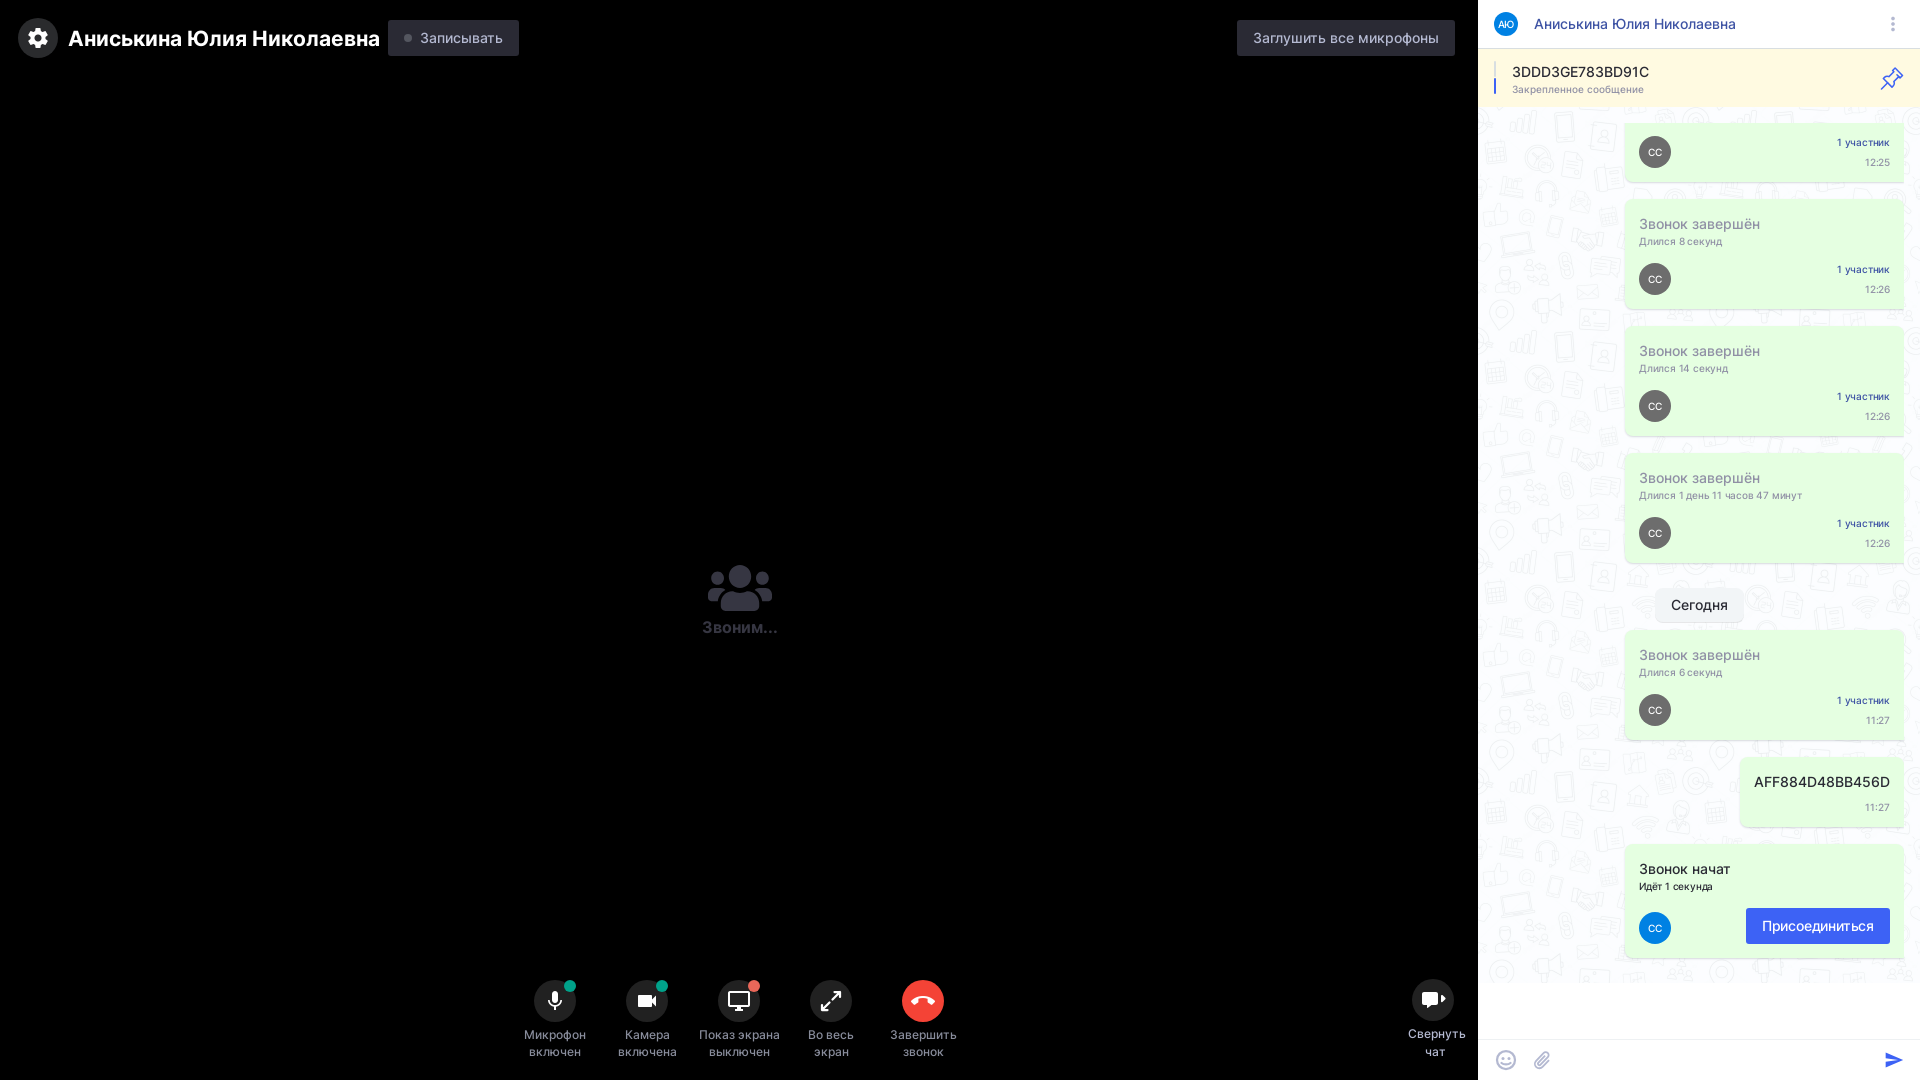 Аниськина Юлия Николаевна
Записывать
Заглушить все микрофоны
Звоним...
Микрофон
включен
Камера
включена
Показ экрана
выключен
Во весь
экран
Завершить
звонок
Свернуть
чат
АЮ
Аниськина Юлия Николаевна
3DDD3GE783BD91C
Закрепленное сообщение
СС
1 участник
12:25
Звонок завершён
Длился 8 секунд
СС
1 участник
12:26
Звонок завершён
Длился 14 секунд
СС
1 участник
12:26
Звонок завершён
Длился 1 день 11 часов 47 минут
СС
1 участник
12:26
Сегодня
Звонок завершён
Длился 6 секунд
СС
1 участник
11:27
AFF884D48BB456D
11:27
Звонок начат
Идёт 1 секунда
СС
Присоединиться